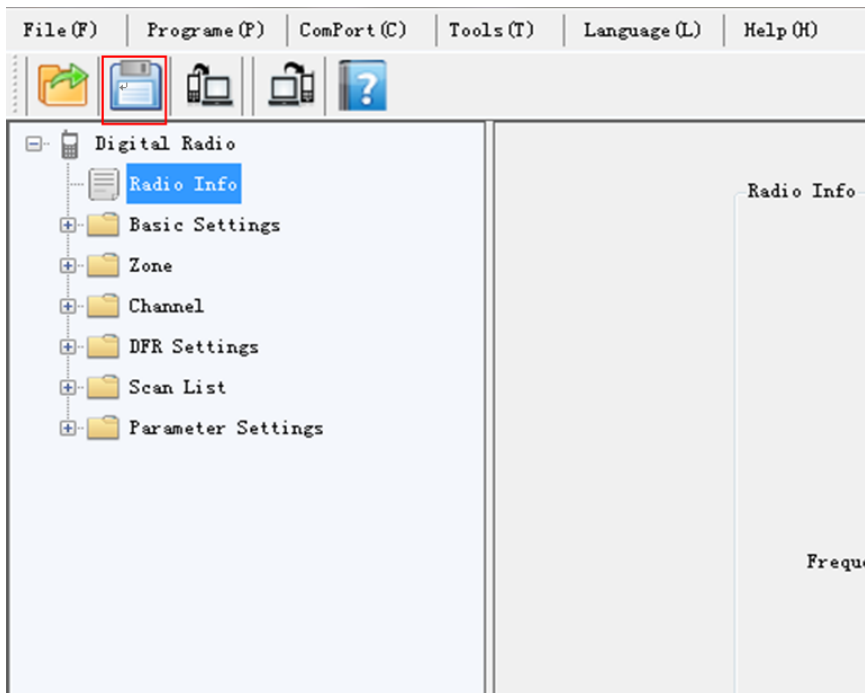 File(F) Programe(P) ComPort(C) Tools(T) Language(L) Help(H)
Digital Radio
Radio Info
Basic Settings
Zone
Channel
DFR Settings
Scan List
Parameter Settings
Radio Info